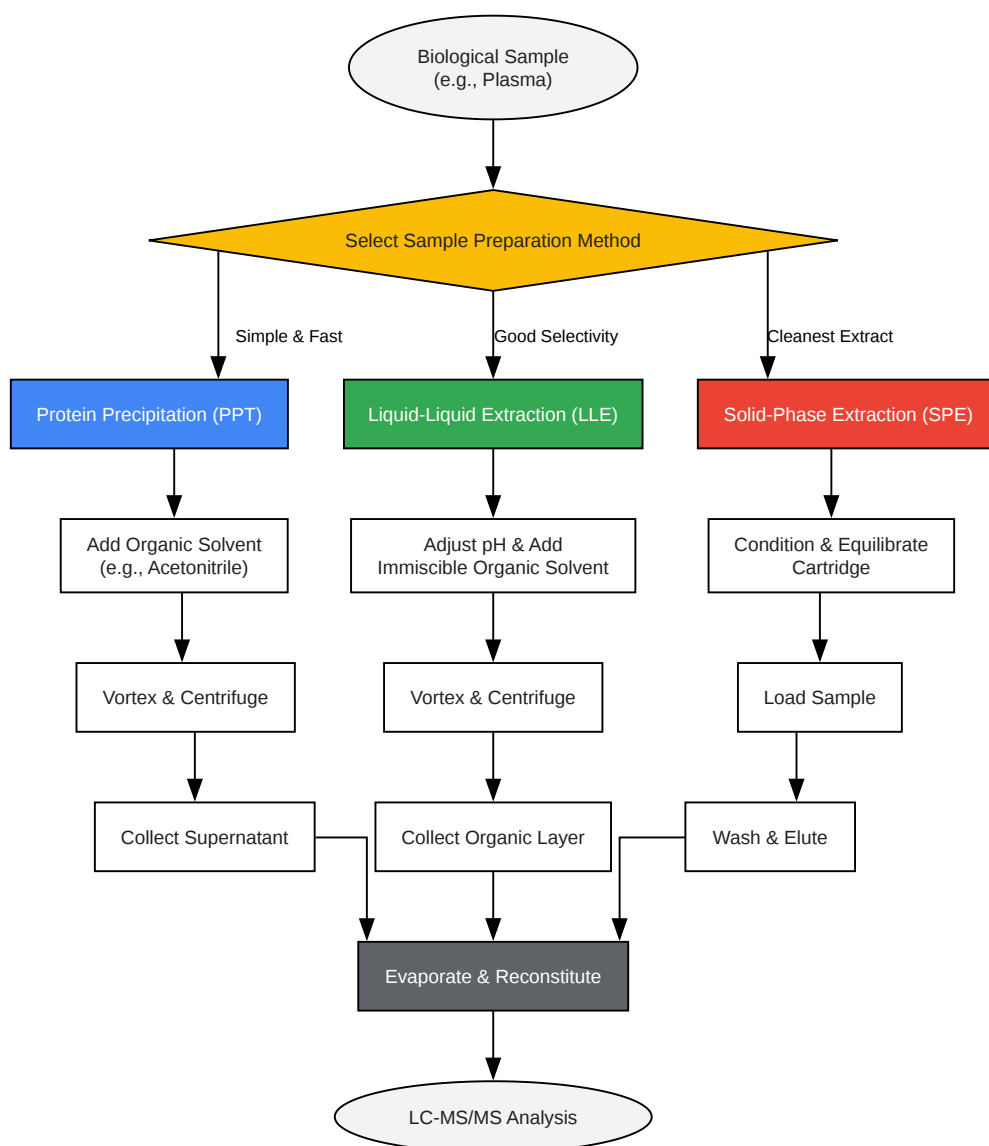 Biological Sample
(e.g., Plasma)
Select Sample Preparation Method
Simple & Fast
Good Selectivity
Cleanest Extract
Protein Precipitation (PPT)
Liquid-Liquid Extraction (LLE)
Solid-Phase Extraction (SPE)
Add Organic Solvent
(e.g., Acetonitrile)
Adjust pH & Add
Immiscible Organic Solvent
Condition & Equilibrate
Cartridge
Vortex & Centrifuge
Vortex & Centrifuge
Load Sample
Collect Supernatant
Collect Organic Layer
Wash & Elute
Evaporate & Reconstitute
LC-MS/MS Analysis